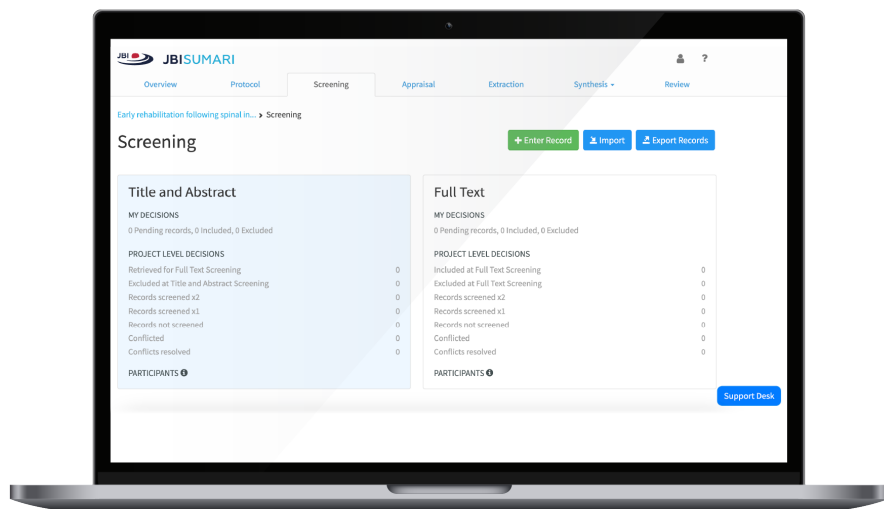 JBI JBISUMARI ?
Overview Protocol Screening Appraisal Extraction Synthesis Review
Early rehabilitation following spinal in... > Screening
Screening
+ Enter Record Import Export Records
Title and Abstract
MY DECISIONS
0 Pending records, 0 Included, 0 Excluded
PROJECT LEVEL DECISIONS
Retrieved for Full Text Screening 0
Excluded at Title and Abstract Screening 0
Records screened x2 0
Records screened x1 0
Records not screened 0
Conflicted 0
Conflicts resolved 0
PARTICIPANTS
Full Text
MY DECISIONS
0 Pending records, 0 Included, 0 Excluded
PROJECT LEVEL DECISIONS
Included at Full Text Screening 0
Excluded at Full Text Screening 0
Records screened x2 0
Records screened x1 0
Records not screened 0
Conflicted 0
Conflicts resolved 0
PARTICIPANTS
Support Desk